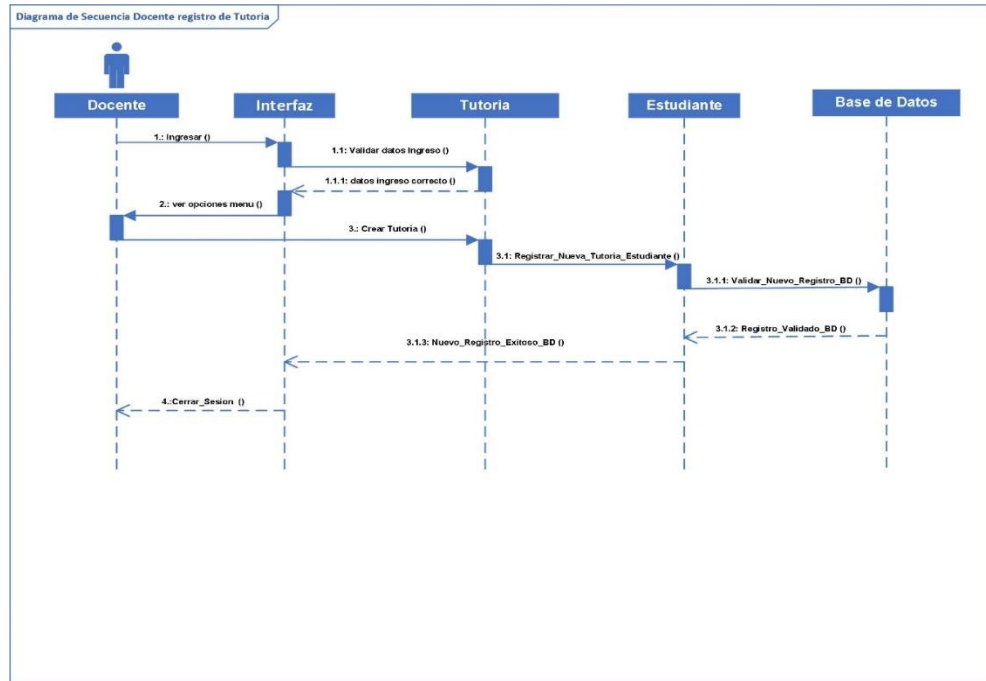 Diagrama de Secuencia Docente registro de Tutoria
Docente
Interfaz
Tutoria
Estudiante
Base de Datos
1.: Ingresar ()
1.1: Validar datos Ingreso ()
1.1.1: datos ingreso correcto ()
2.: ver opciones menu ()
3.: Crear Tutoria ()
3.1: Registrar_Nueva_Tutoria_Estudiante ()
3.1.1: Validar_Nuevo_Registro_BD ()
3.1.2: Registro_Validado_BD ()
3.1.3: Nuevo_Registro_Exitoso_BD ()
4.:Cerrar_Sesion ()